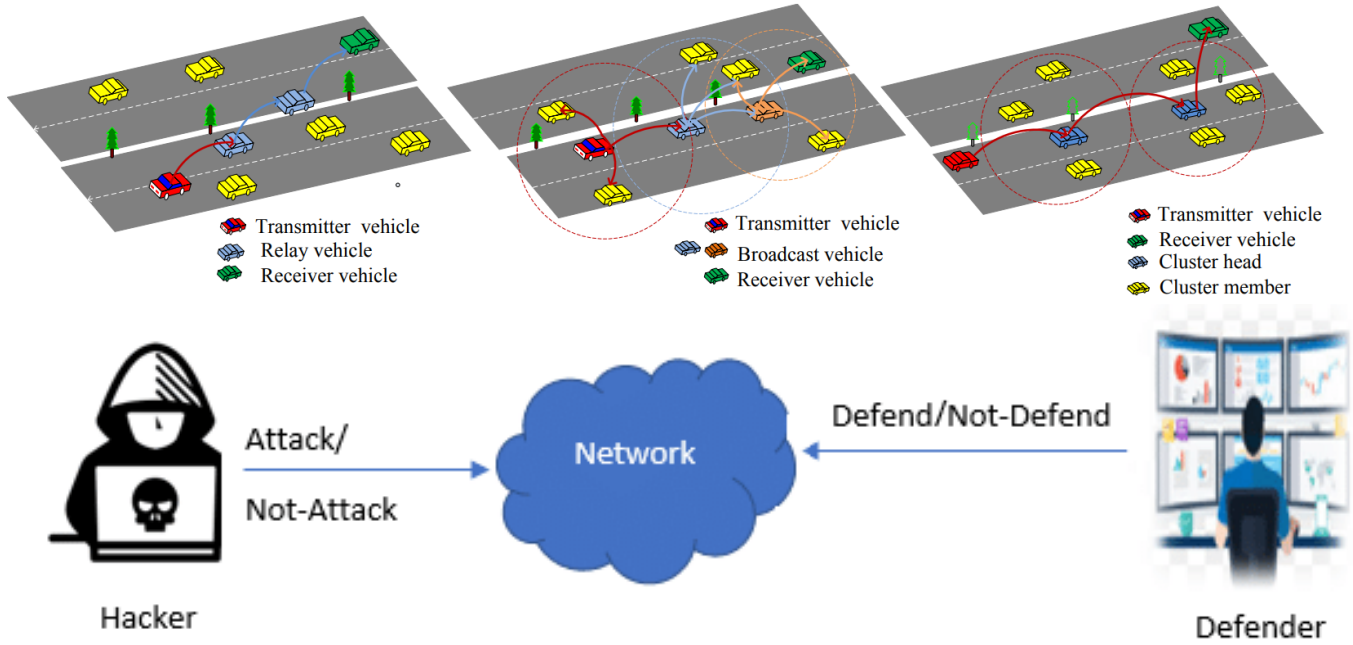 Transmitter vehicle
Relay vehicle
Receiver vehicle
Transmitter vehicle
Broadcast vehicle
Receiver vehicle
Transmitter vehicle
Receiver vehicle
Cluster head
Cluster member
Attack/
Not-Attack
Network
Defend/Not-Defend
Hacker
Defender